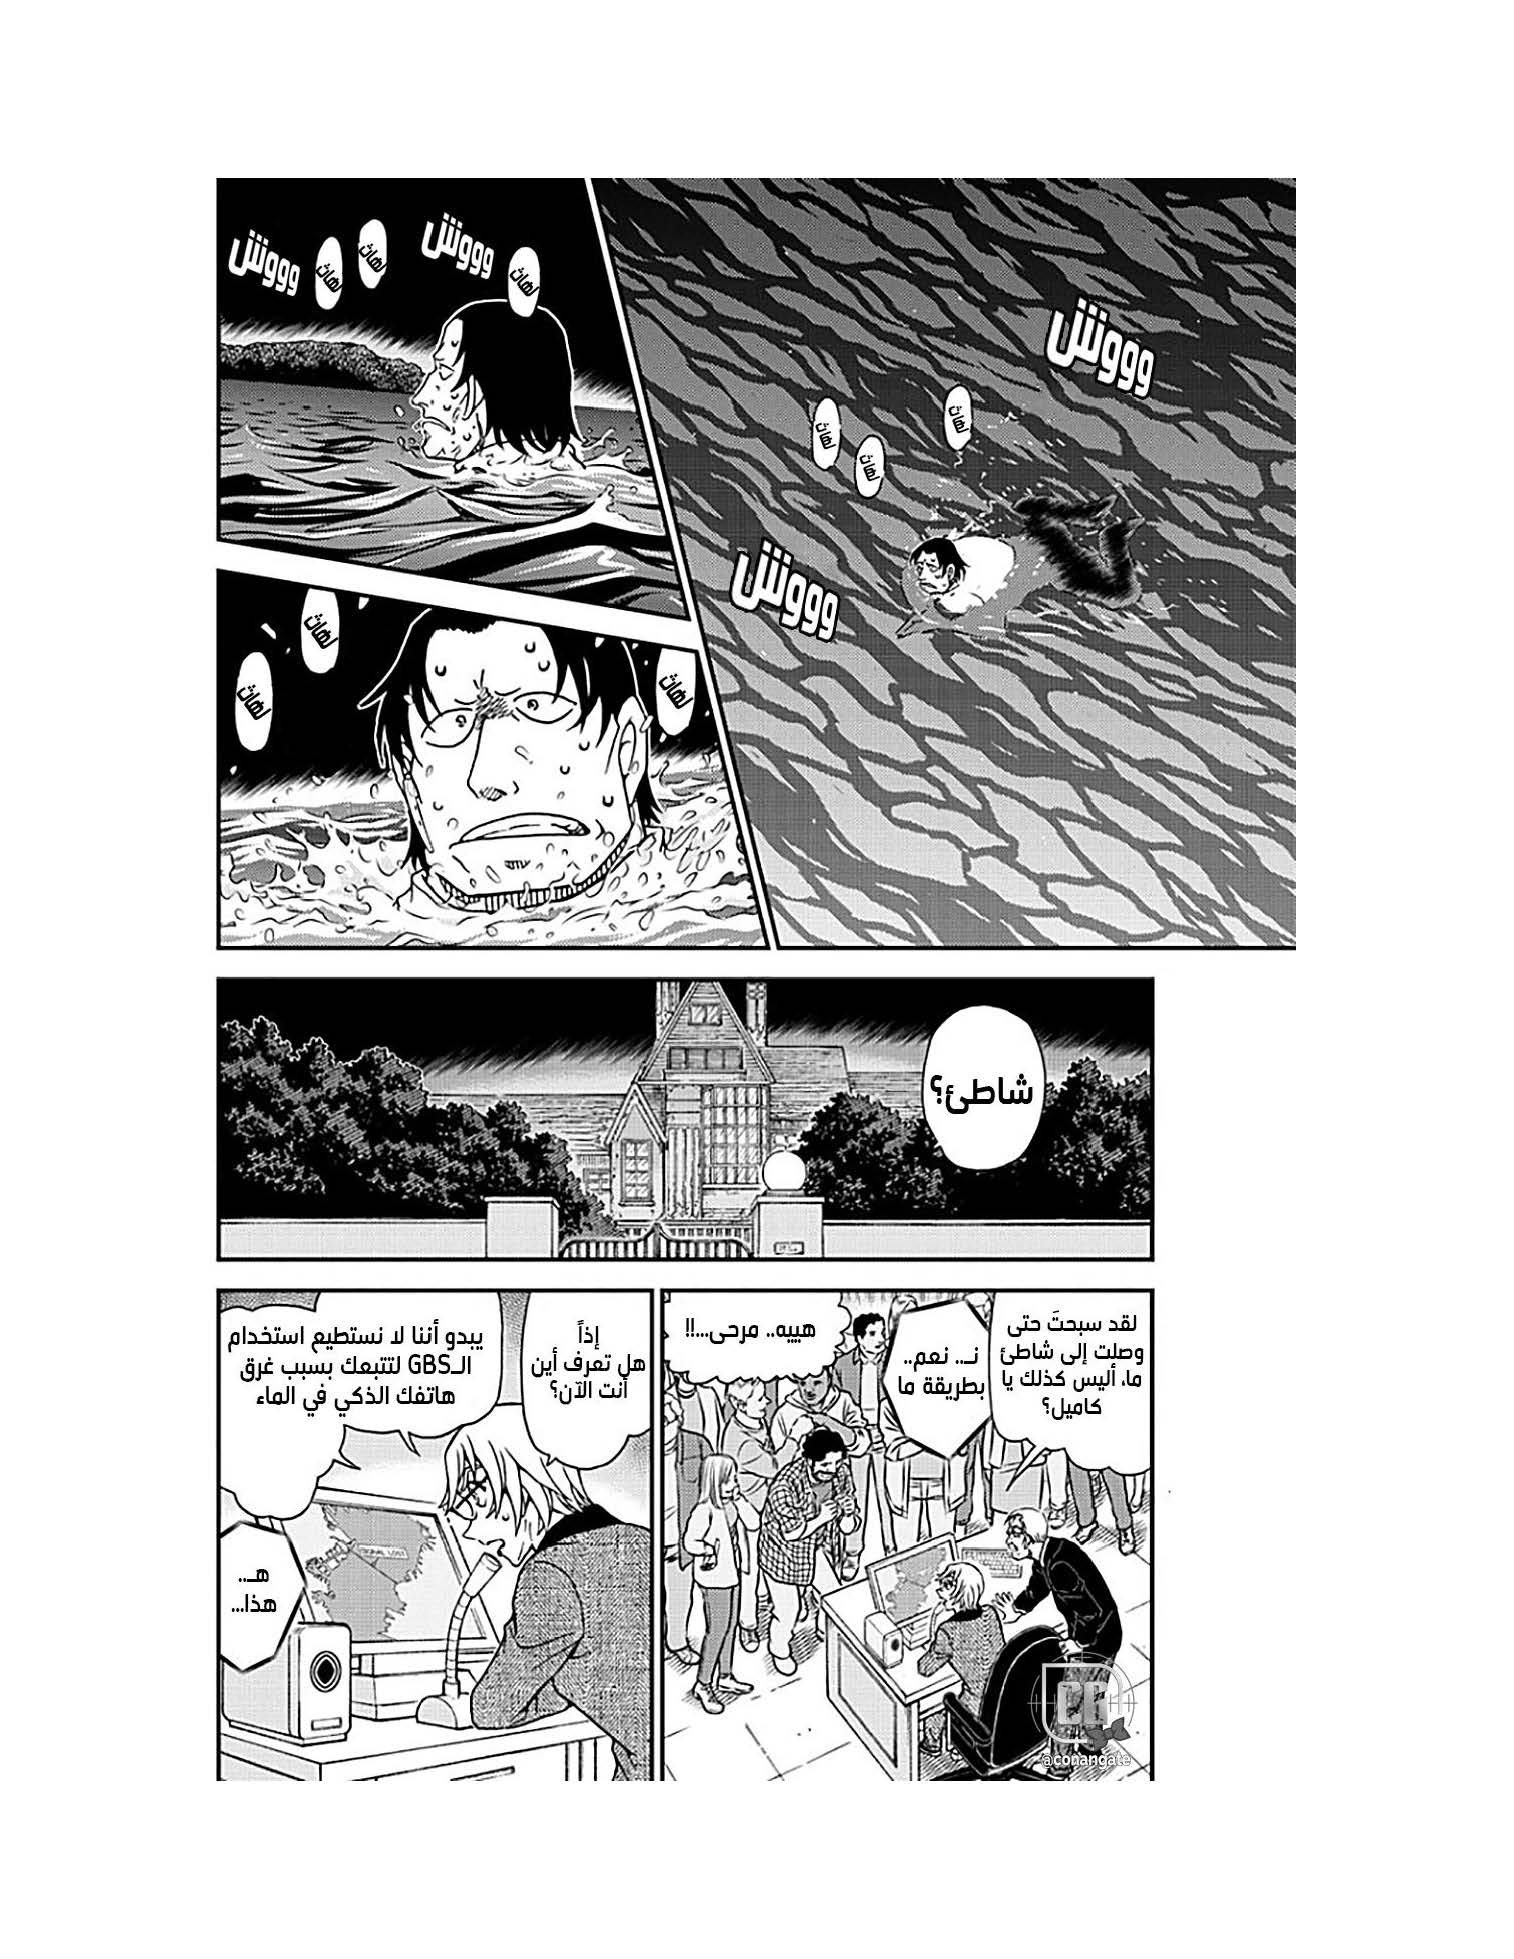 وووش
لهاث
لهاث
لهاث
وووش
وووش
لهاث
لهاث
لهاث
وووش
لهاث
لهاث
لهاث
شاطئ؟
لقد سبحتَ حتى
وصلت إلى شاطئ
ما، أليس كذلك يا
كاميل؟
نـ.. نعم..
بطريقة ما
هييه.. مرحى...!!
إذاً
هل تعرف أين
أنت الآن؟
يبدو أننا لا نستطيع استخدام
الـGBS لتتبعك بسبب غرق
هاتفك الذكي في الماء
SIGNAL LOST
هـ..
هذا...
@conangate